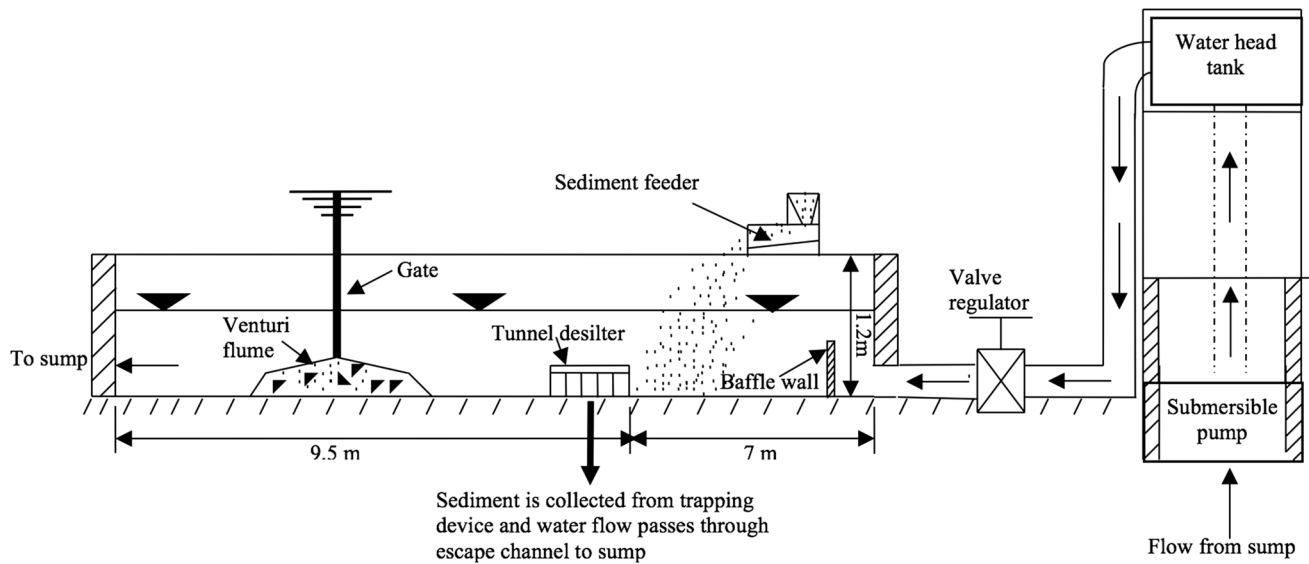 Water head
tank
Sediment feeder
Gate
Valve
regulator
Venturi
flume
Tunnel desilter
1.2m
To sump
Baffle wall
Submersible
pump
9.5 m
7 m
Sediment is collected from trapping
device and water flow passes through
escape channel to sump
Flow from sump